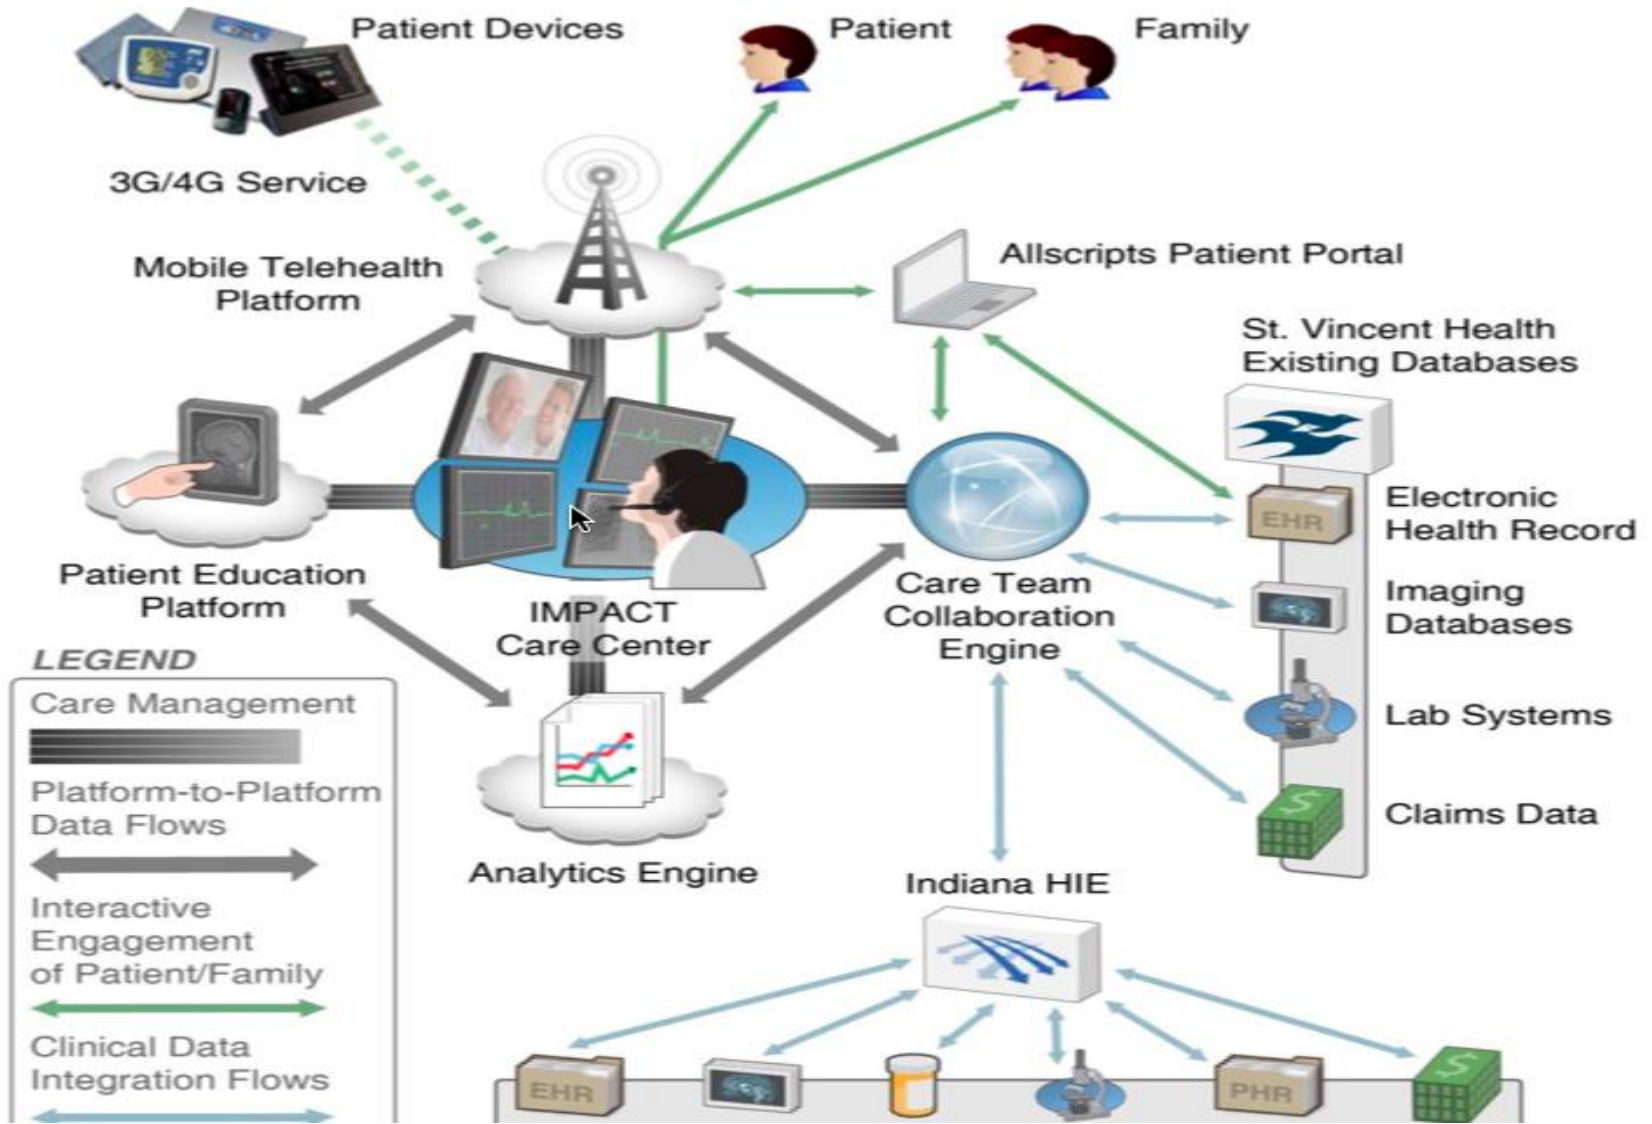 Patient Devices
Patient
Family
3G/4G Service
Mobile Telehealth
Platform
Allscripts Patient Portal
St. Vincent Health
Existing Databases
Electronic
Health Record
EHR
Imaging
Databases
Patient Education
Platform
IMPACT
Care Center
Care Team
Collaboration
Engine
Lab Systems
Claims Data
$
Analytics Engine
Indiana HIE
LEGEND
Care Management
Platform-to-Platform
Data Flows
Interactive
Engagement
of Patient/Family
Clinical Data
Integration Flows
EHR
PHR
$